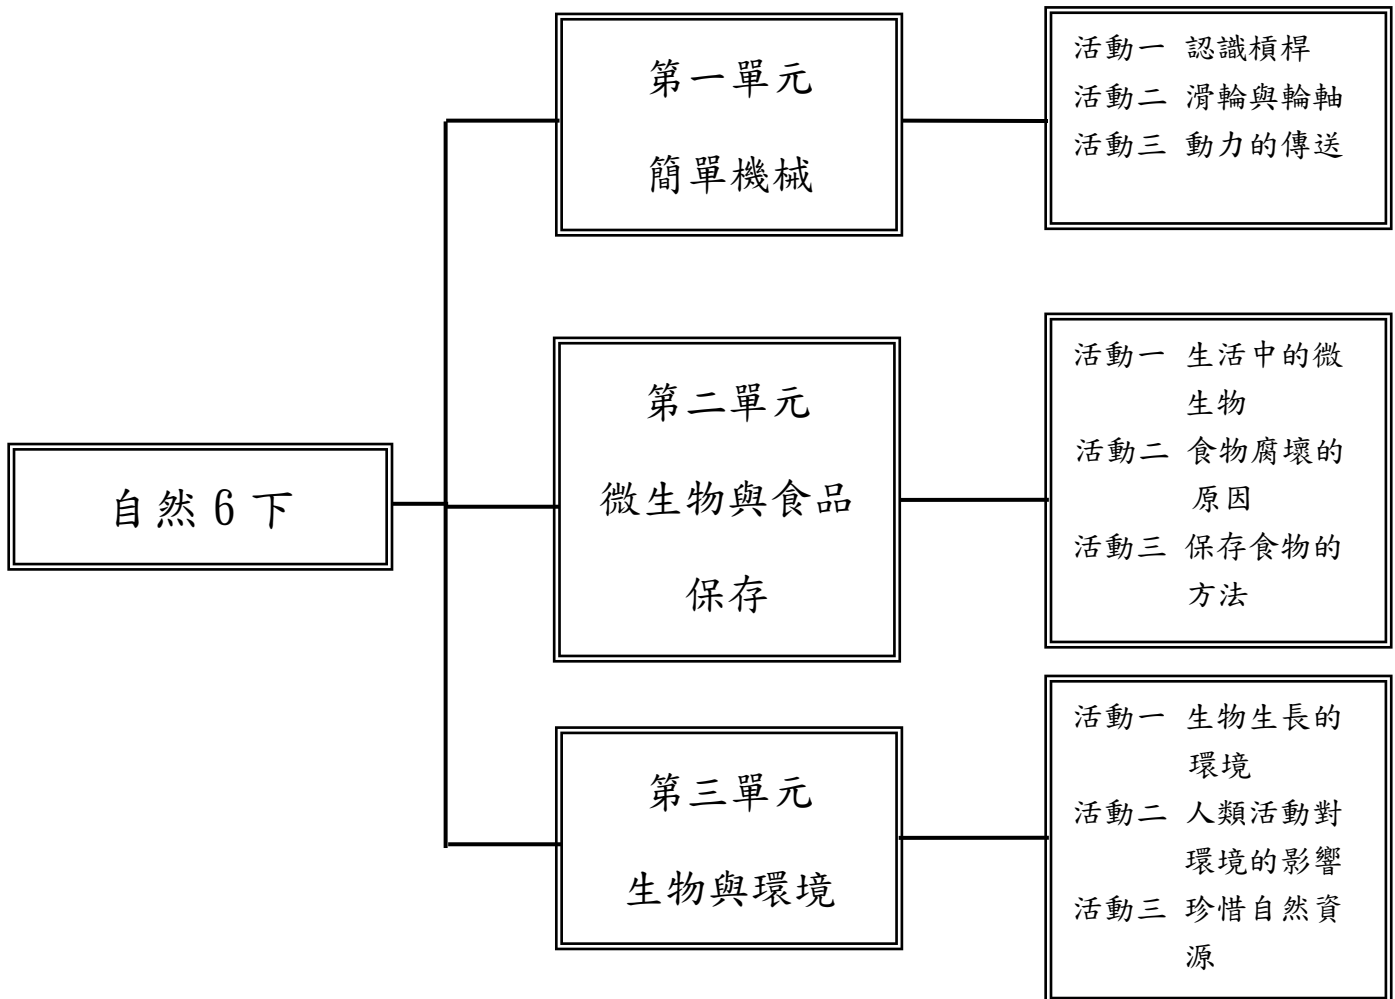 自然 6 下
第一單元
簡單機械
活動一 認識槓桿
活動二 滑輪與輪軸
活動三 動力的傳送
第二單元
微生物與食品
保存
活動一 生活中的微
生物
活動二 食物腐壞的
原因
活動三 保存食物的
方法
第三單元
生物與環境
活動一 生物生長的
環境
活動二 人類活動對
環境的影響
活動三 珍惜自然資
源